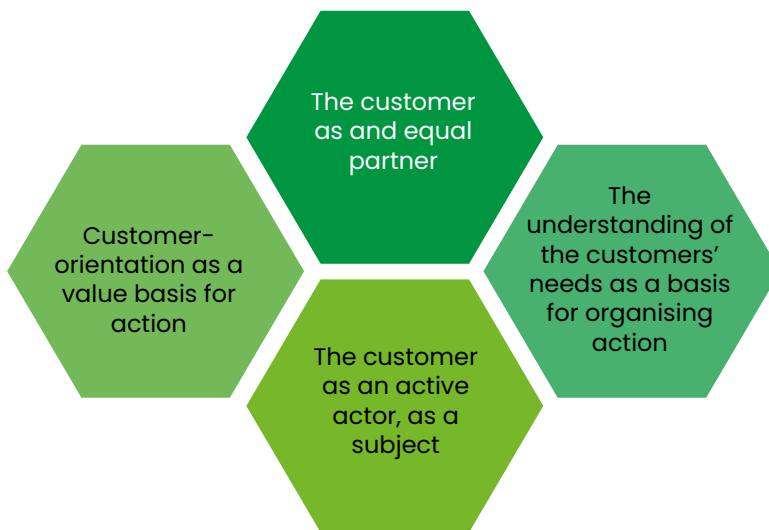 The customer
as and equal
partner
Customer-
orientation as a
value basis for
action
The
understanding of
the customers’
needs as a basis
for organising
action
The customer
as an active
actor, as a
subject